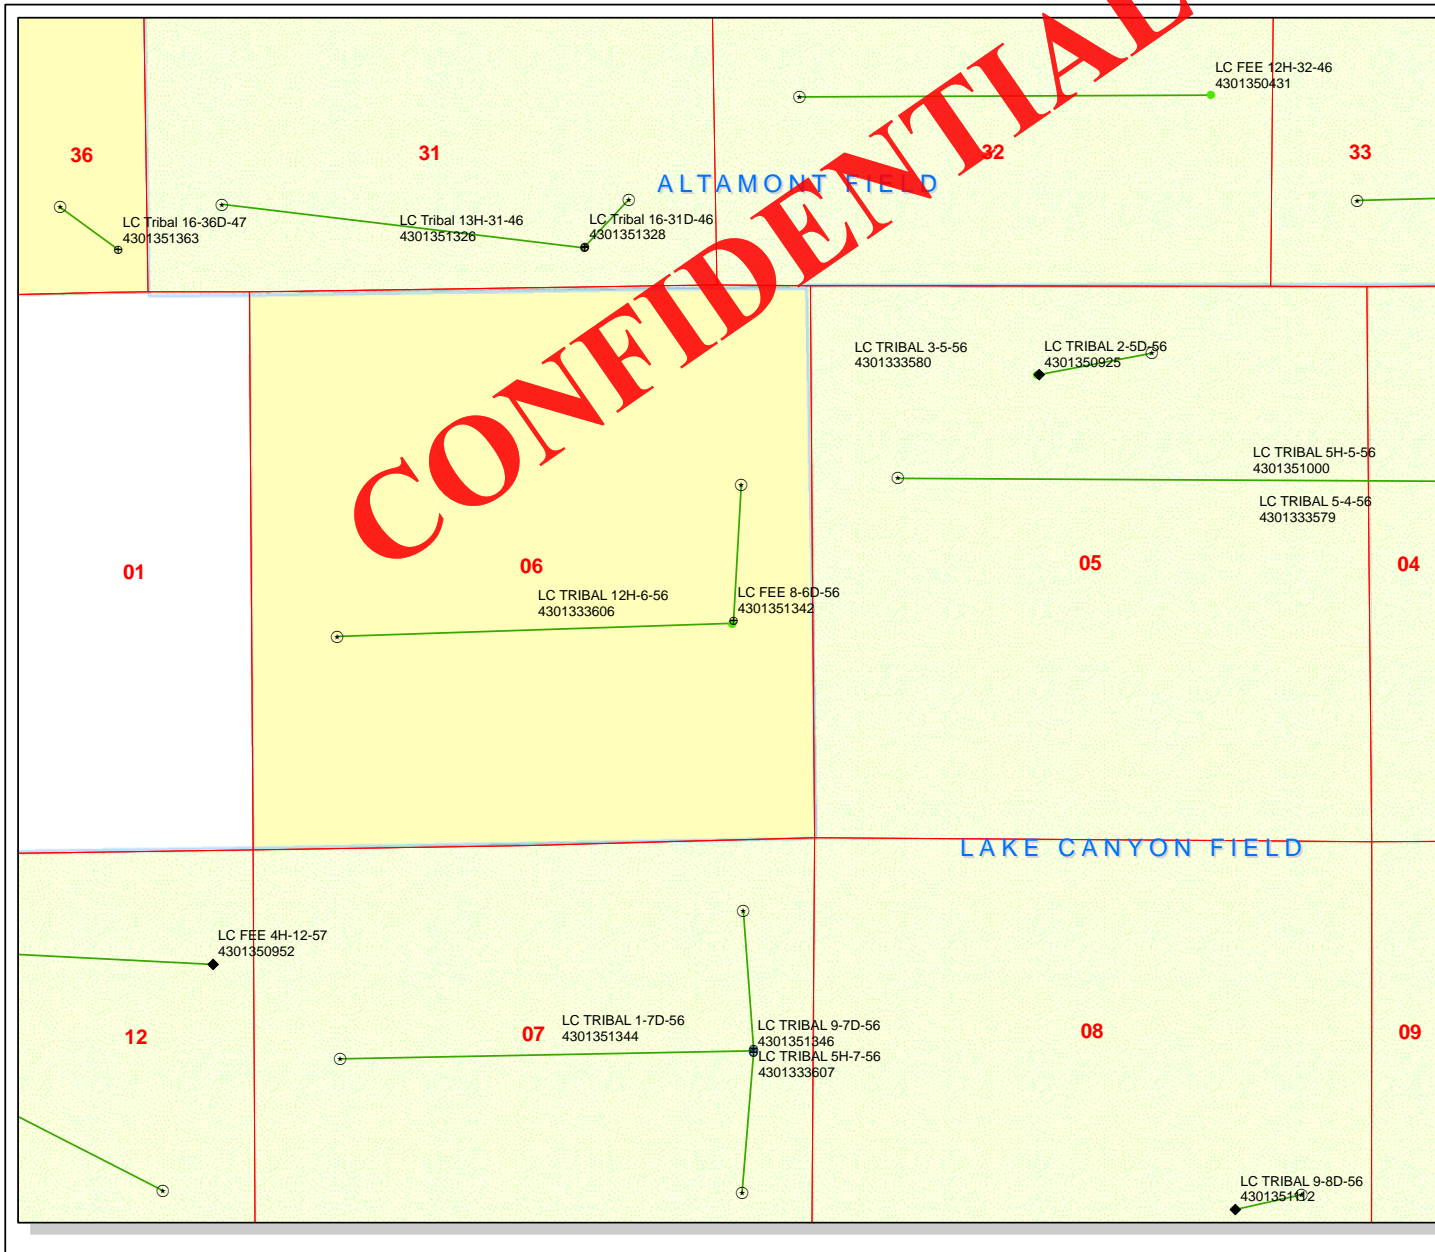 CONFIDENTIAL
LC FEE 12H-32-46
4301350431
36
31
32
33
ALTAMONT FIELD
LC Tribal 16-36D-47
4301351363
LC Tribal 13H-31-46
4301351326
LC Tribal 16-31D-46
4301351328
LC TRIBAL 3-5-56
4301333580
LC TRIBAL 2-5D-56
4301350925
LC TRIBAL 5H-5-56
4301351000
LC TRIBAL 5-4-56
4301333579
01
06
05
04
LC TRIBAL 12H-6-56
4301333606
LC FEE 8-6D-56
4301351342
LAKE CANYON FIELD
LC FEE 4H-12-57
4301350952
12
07
08
09
LC TRIBAL 1-7D-56
4301351344
LC TRIBAL 9-7D-56
4301351346
LC TRIBAL 5H-7-56
4301333607
LC TRIBAL 9-8D-56
4301351112